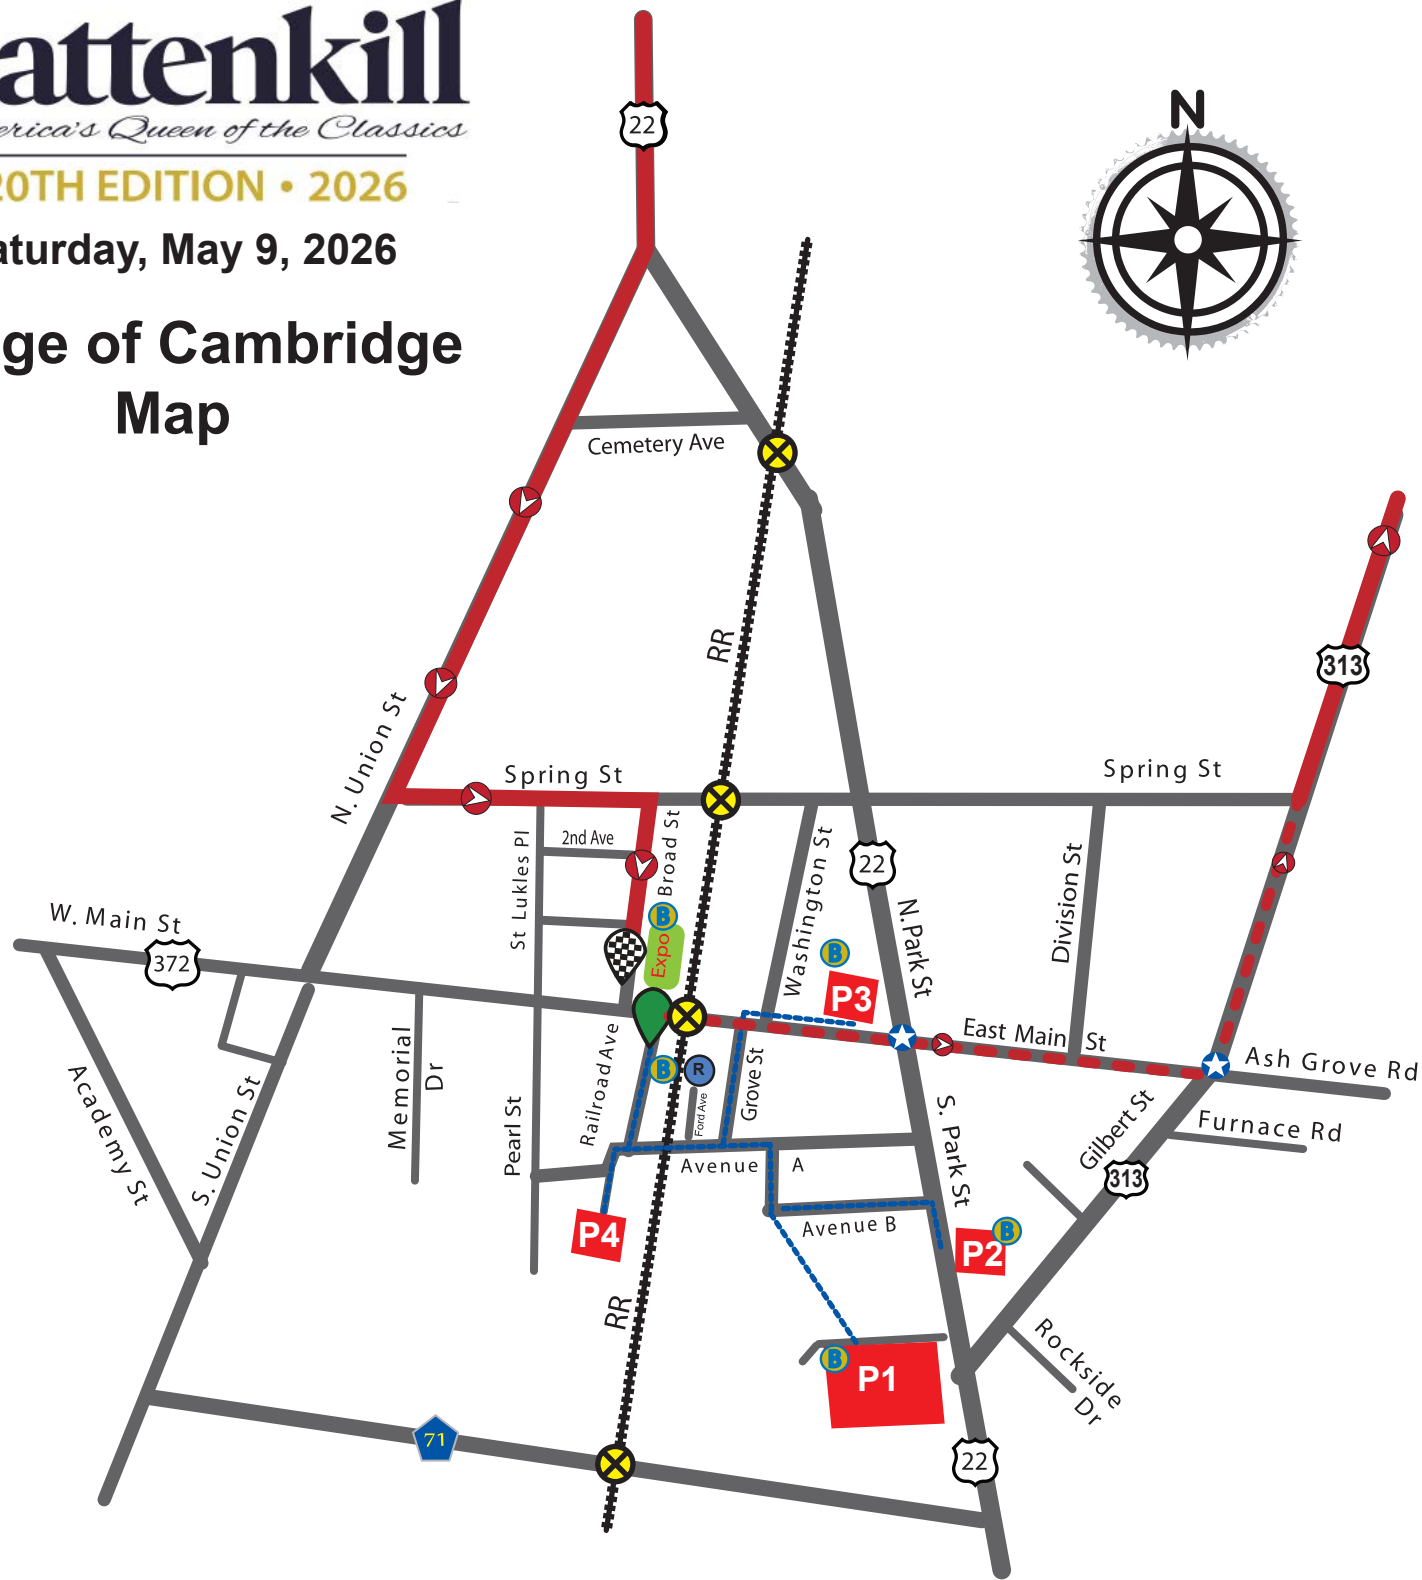 attenkill
erica's Queen of the Classics
20TH EDITION • 2026
aturday, May 9, 2026
ge of Cambridge
Map
N
22
Cemetery Ave
RR
313
N. Union St
Spring St
Spring St
2nd Ave
Broad St
St Lukles Pl
Washington St
22
Division St
W. Main St
372
B
Expo
B
P3
N.Park St
East Main St
Ash Grove Rd
Academy St
S. Union St
Memorial Dr
Pearl St
Railroad Ave
B
R
Ford Ave
Grove St
S. Park St
Gilbert St
Furnace Rd
313
Avenue A
Avenue B
P4
P2
B
RR
B
P1
Rockside Dr
71
22